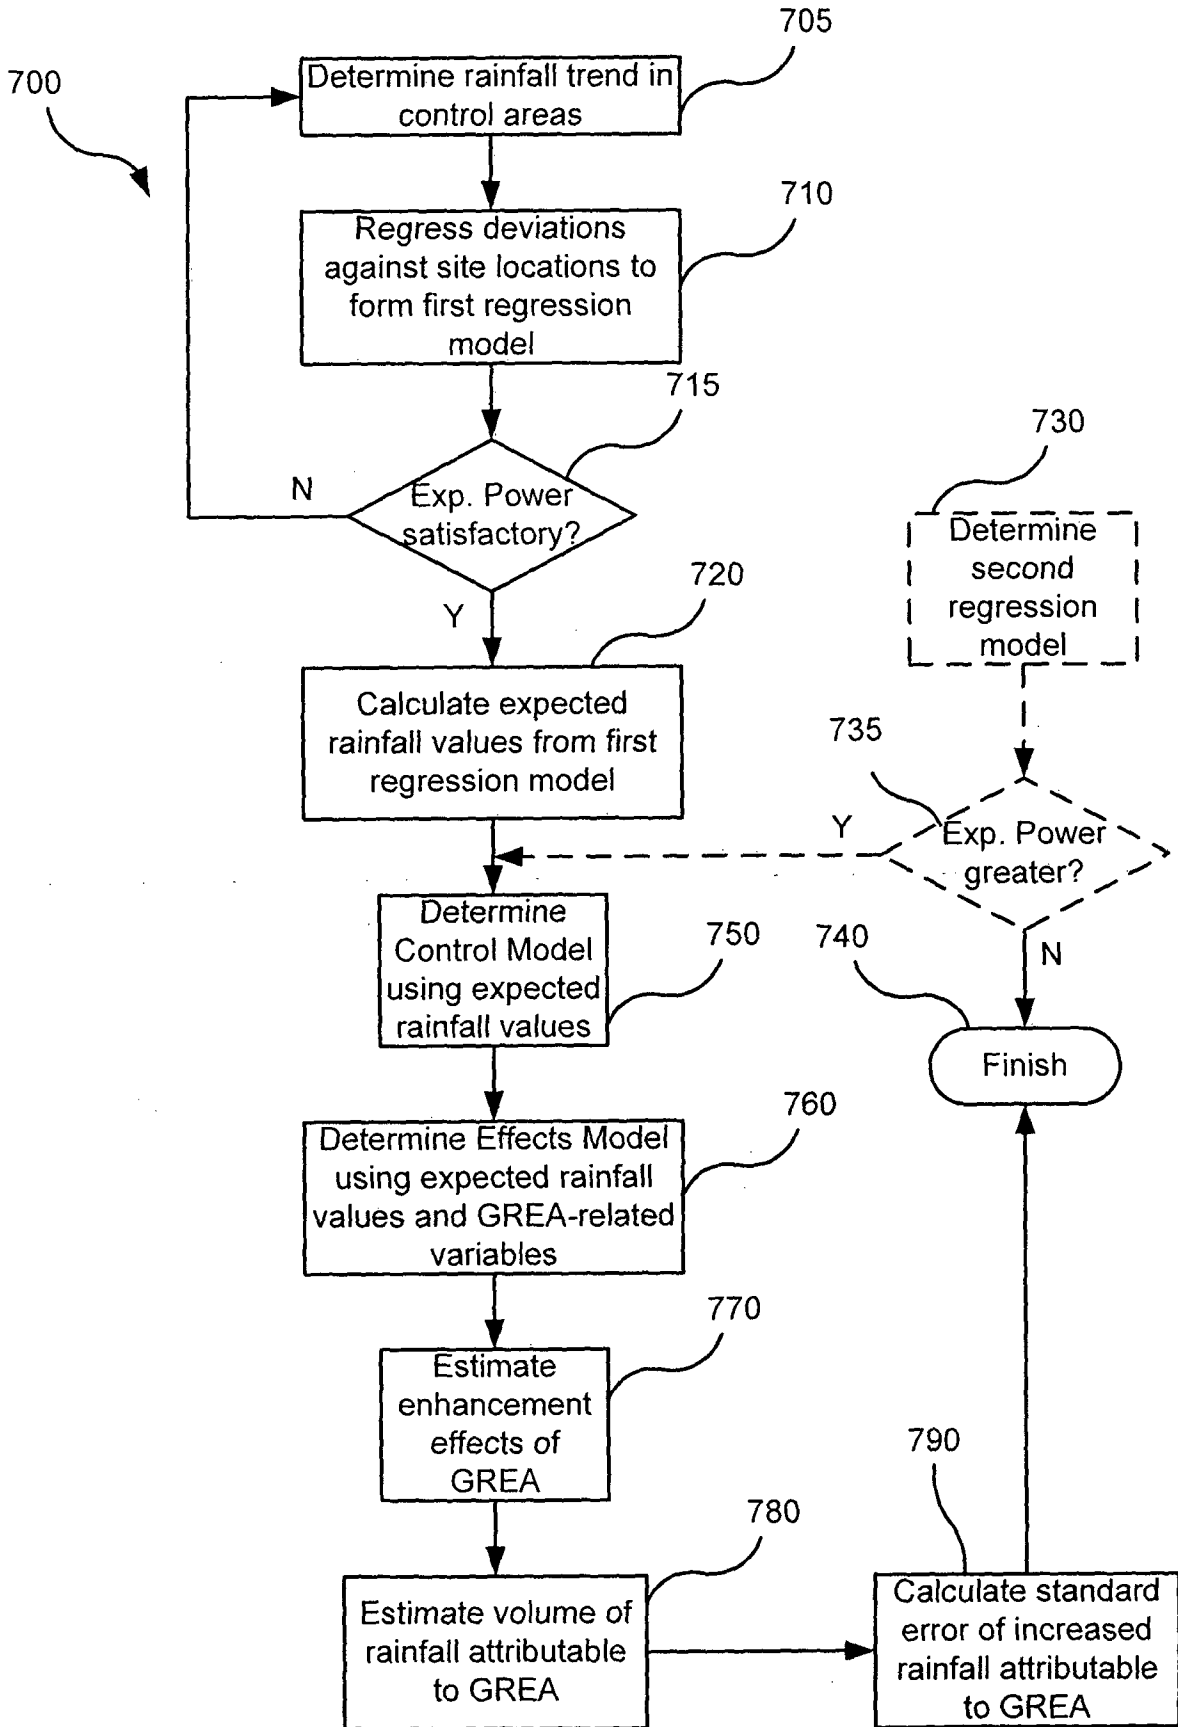 705
700
Determine rainfall trend in
control areas
710
Regress deviations
against site locations to
form first regression
model
715
N
Exp. Power
satisfactory?
730
Determine
second
regression
model
Y
720
Calculate expected
rainfall values from first
regression model
735
Y
Exp. Power
greater?
N
740
Finish
Determine
Control Model
using expected
rainfall values
750
Determine Effects Model
using expected rainfall
values and GREA-related
variables
760
770
Estimate
enhancement
effects of
GREA
780
Estimate volume of
rainfall attributable
to GREA
790
Calculate standard
error of increased
rainfall attributable
to GREA